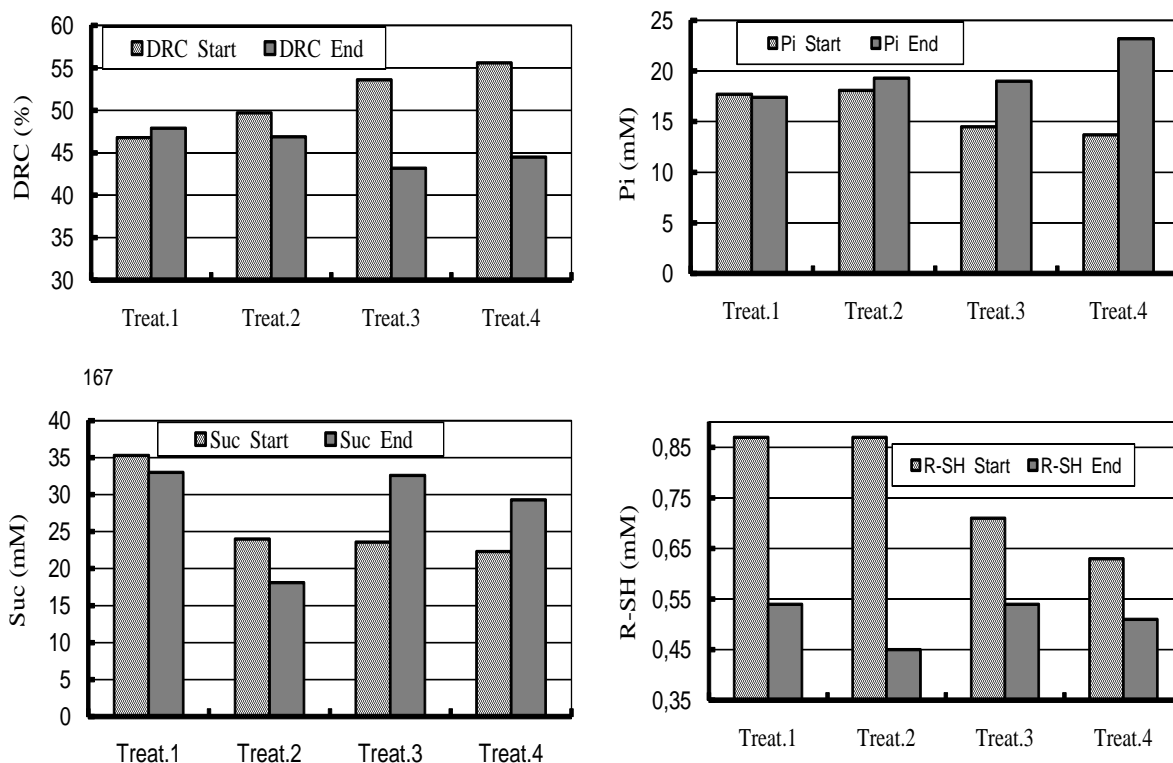 60
55
50
45
40
35
30
DRC (%)
DRC Start DRC End
Treat.1 Treat.2 Treat.3 Treat.4
25
20
15
10
5
0
Pi (mM)
Pi Start Pi End
Treat.1 Treat.2 Treat.3 Treat.4
167
40
35
30
25
20
15
10
5
0
Suc (mM)
Suc Start Suc End
Treat.1 Treat.2 Treat.3 Treat.4
0,85
0,75
0,65
0,55
0,45
0,35
R-SH (mM)
R-SH Start R-SH End
Treat.1 Treat.2 Treat.3 Treat.4